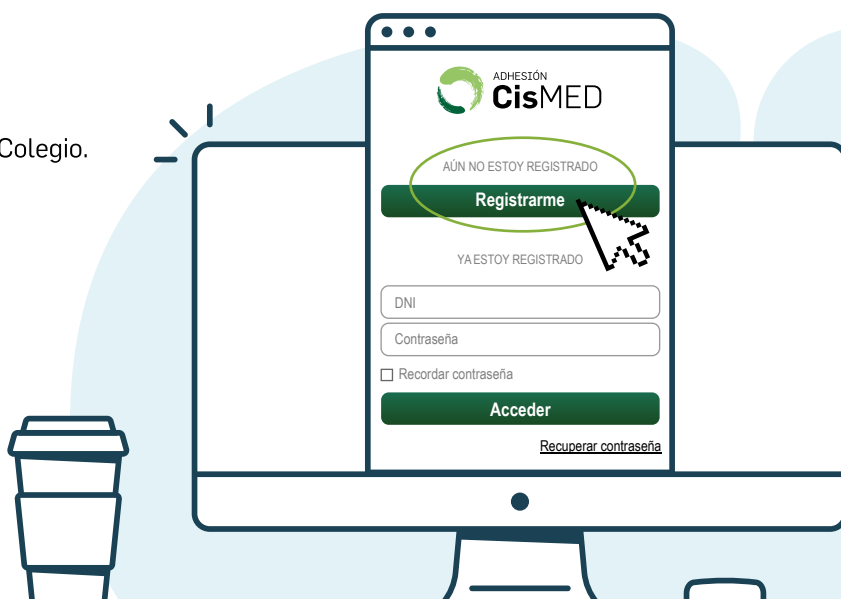 ADHESIÓN
CisMED
Colegio.
AÚN NO ESTOY REGISTRADO
Registrarme
YA ESTOY REGISTRADO
DNI
Contraseña
Recordar contraseña
Acceder
Recuperar contraseña